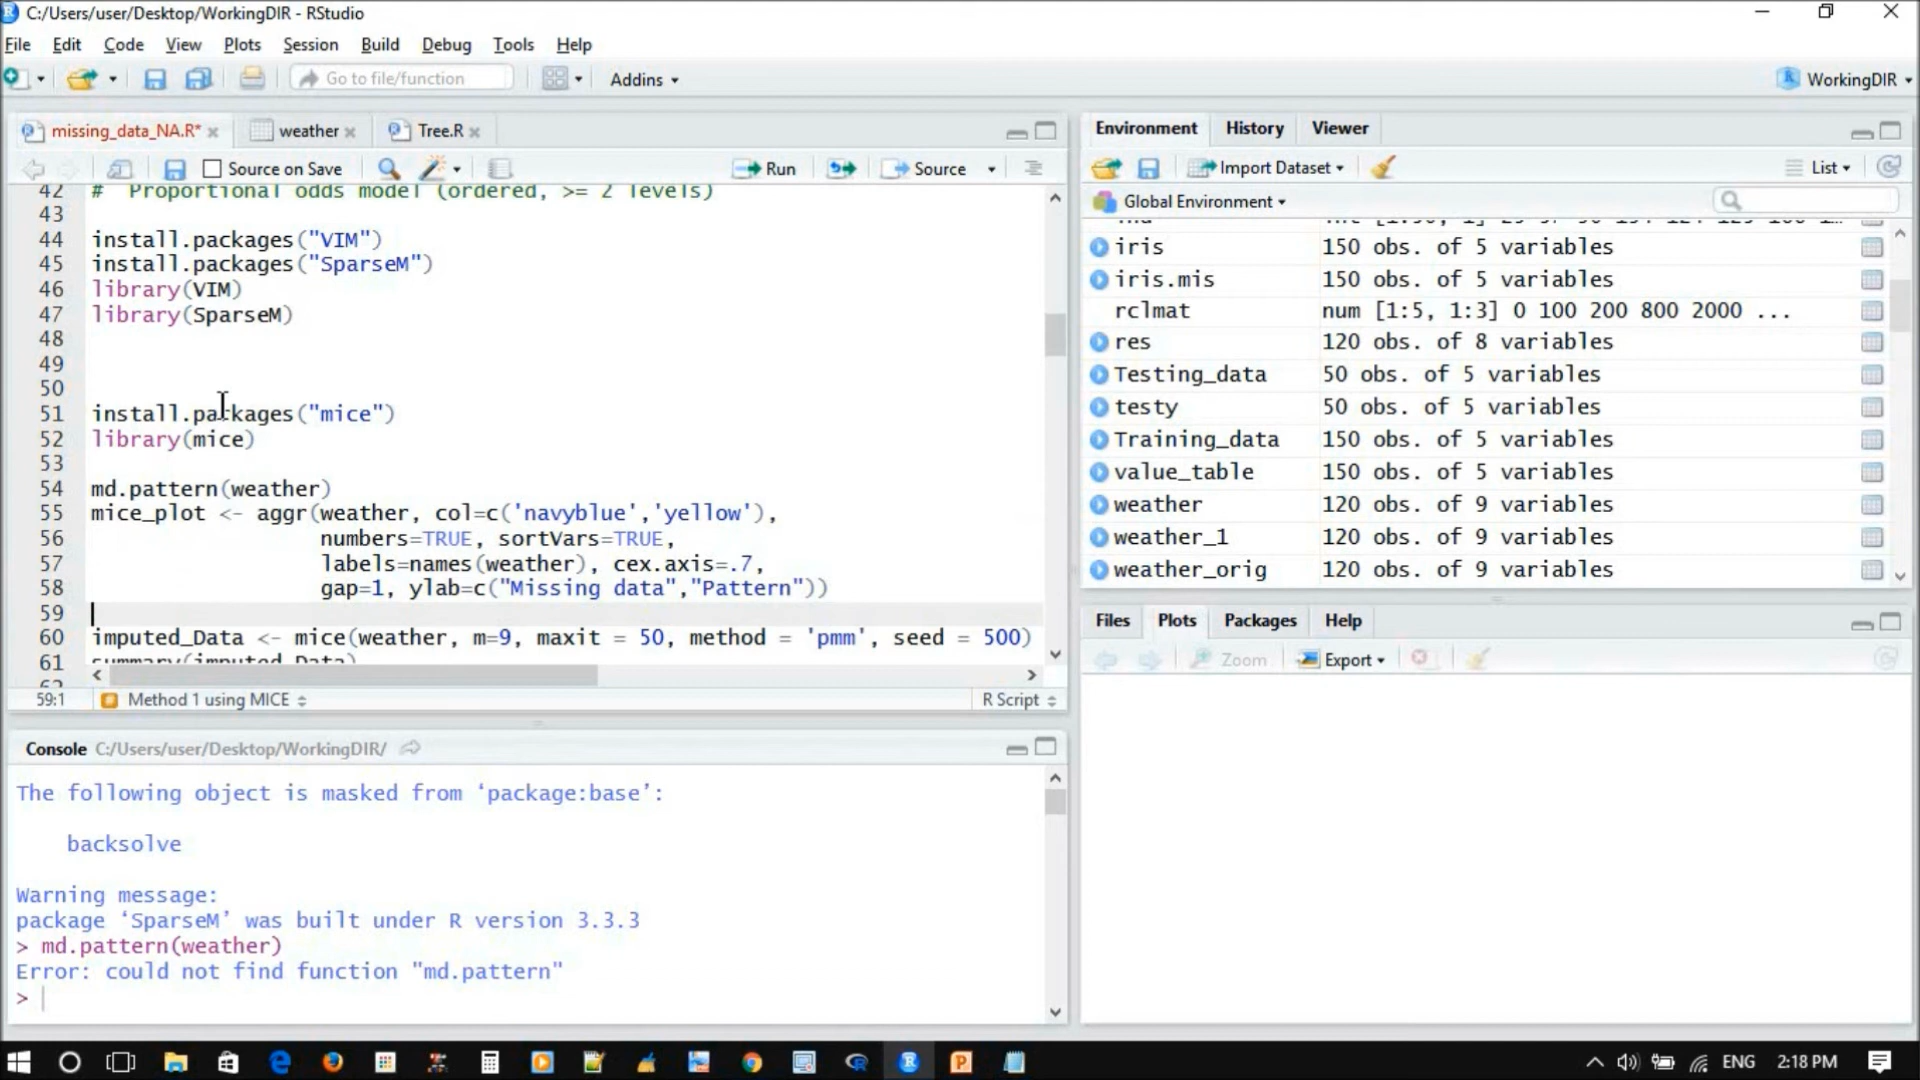 C:/Users/user/Desktop/WorkingDIR - RStudio
File Edit Code View Plots Session Build Debug Tools Help
Go to file/function Addins WorkingDIR
missing_data_NA.R* weather Tree.R
Source on Save Run Source
42 # Proportional odds model (ordered, >= 2 levels)
43
44 install.packages("VIM")
45 install.packages("SparseM")
46 library(VIM)
47 library(SparseM)
48
49
50
51 install.packages("mice")
52 library(mice)
53
54 md.pattern(weather)
55 mice_plot <- aggr(weather, col=c('navyblue','yellow'),
56 numbers=TRUE, sortVars=TRUE,
57 labels=names(weather), cex.axis=.7,
58 gap=1, ylab=c("Missing data","Pattern"))
59
60 imputed_Data <- mice(weather, m=9, maxit = 50, method = 'pmm', seed = 500)
61 summary(imputed_Data)
62
59:1 Method 1 using MICE R Script
Console C:/Users/user/Desktop/WorkingDIR/
The following object is masked from ‘package:base’:
backsolve
Warning message:
package ‘SparseM’ was built under R version 3.3.3
> md.pattern(weather)
Error: could not find function "md.pattern"
>
Environment History Viewer
Import Dataset List
Global Environment
iris 150 obs. of 5 variables
iris.mis 150 obs. of 5 variables
rclmat num [1:5, 1:3] 0 100 200 800 2000 ...
res 120 obs. of 8 variables
Testing_data 50 obs. of 5 variables
testy 50 obs. of 5 variables
Training_data 150 obs. of 5 variables
value_table 150 obs. of 5 variables
weather 120 obs. of 9 variables
weather_1 120 obs. of 9 variables
weather_orig 120 obs. of 9 variables
Files Plots Packages Help
Zoom Export
ENG 2:18 PM